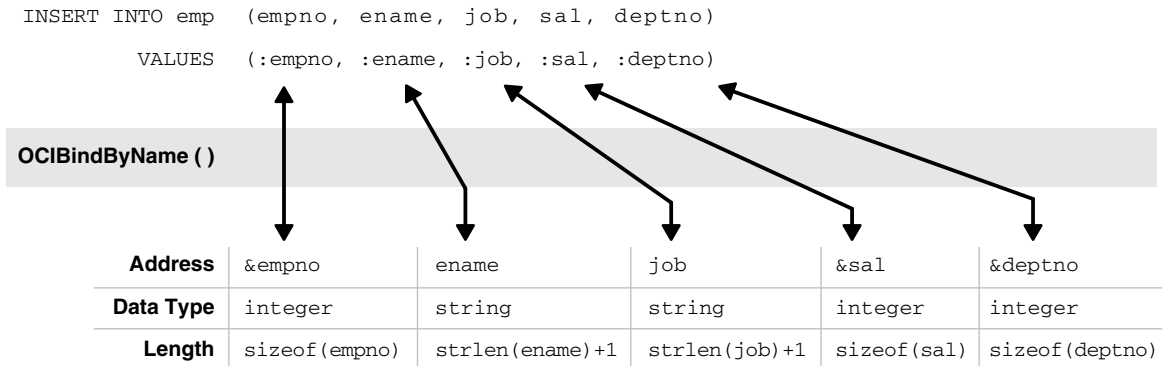 INSERT INTO emp (empno, ename, job, sal, deptno)
VALUES (:empno, :ename, :job, :sal, :deptno)
OCIBindByName ( )
Address &empno ename job &sal &deptno
Data Type integer string string integer integer
Length sizeof(empno) strlen(ename)+1 strlen(job)+1 sizeof(sal) sizeof(deptno)